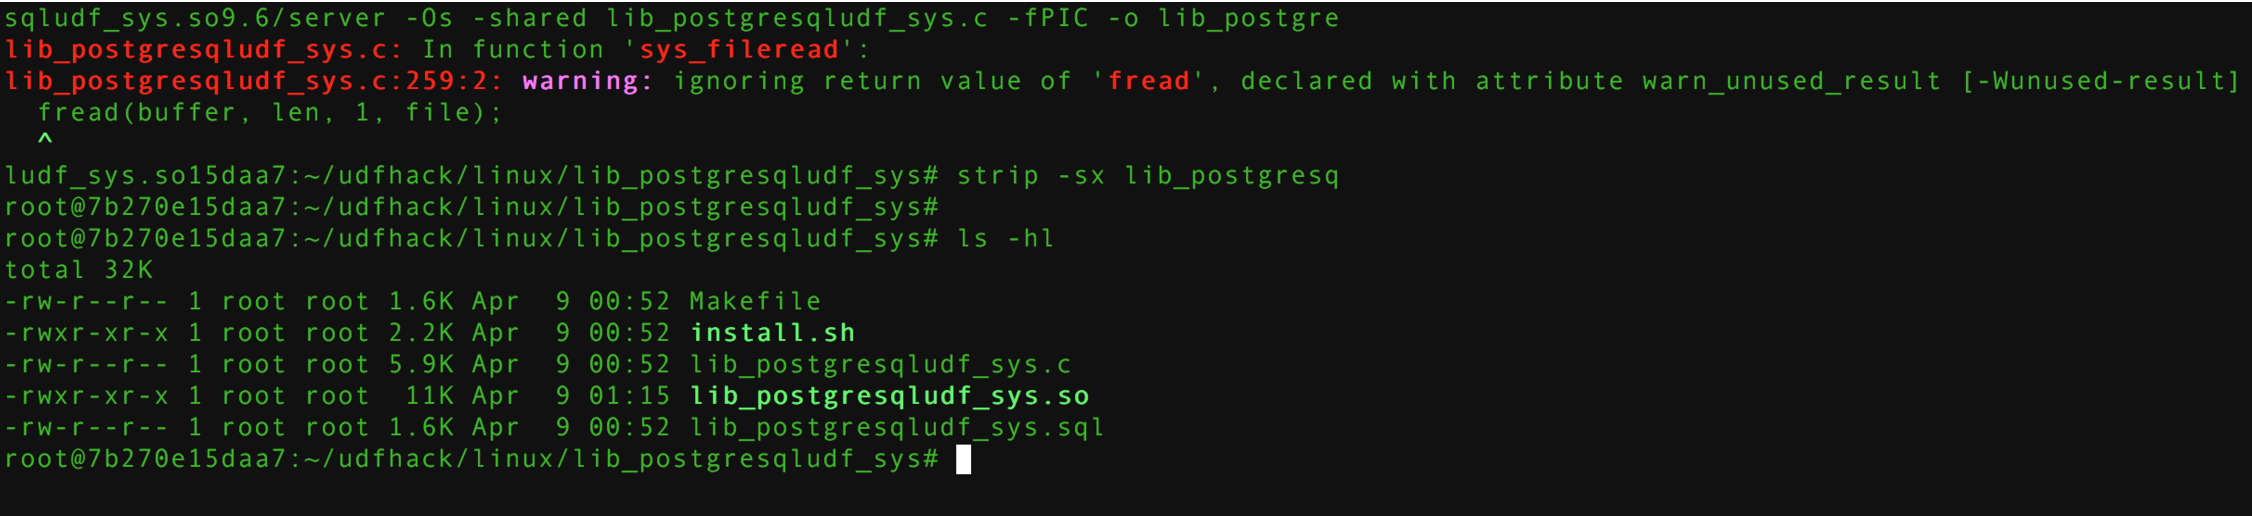 sqludf_sys.so9.6/server -Os -shared lib_postgresqludf_sys.c -fPIC -o lib_postgre
lib_postgresqludf_sys.c: In function 'sys_fileread':
lib_postgresqludf_sys.c:259:2: warning: ignoring return value of 'fread', declared with attribute warn_unused_result [-Wunused-result]
  fread(buffer, len, 1, file);
  ^
ludf_sys.so15daa7:~/udfhack/linux/lib_postgresqludf_sys# strip -sx lib_postgresq
root@7b270e15daa7:~/udfhack/linux/lib_postgresqludf_sys#
root@7b270e15daa7:~/udfhack/linux/lib_postgresqludf_sys# ls -hl
total 32K
-rw-r--r-- 1 root root 1.6K Apr  9 00:52 Makefile
-rwxr-xr-x 1 root root 2.2K Apr  9 00:52 install.sh
-rw-r--r-- 1 root root 5.9K Apr  9 00:52 lib_postgresqludf_sys.c
-rwxr-xr-x 1 root root  11K Apr  9 01:15 lib_postgresqludf_sys.so
-rw-r--r-- 1 root root 1.6K Apr  9 00:52 lib_postgresqludf_sys.sql
root@7b270e15daa7:~/udfhack/linux/lib_postgresqludf_sys#